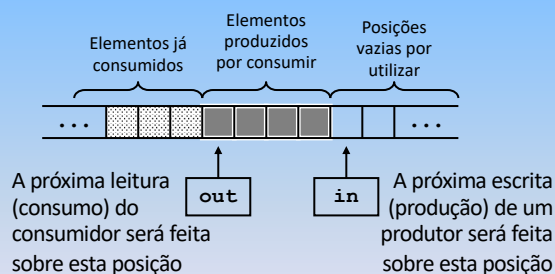 Elementos já
consumidos
Elementos
produzidos
por consumir
Posições
vazias por
utilizar
...
...
A próxima leitura
(consumo) do
consumidor será feita
sobre esta posição
out
in
A próxima escrita
(produção) de um
produtor será feita
sobre esta posição